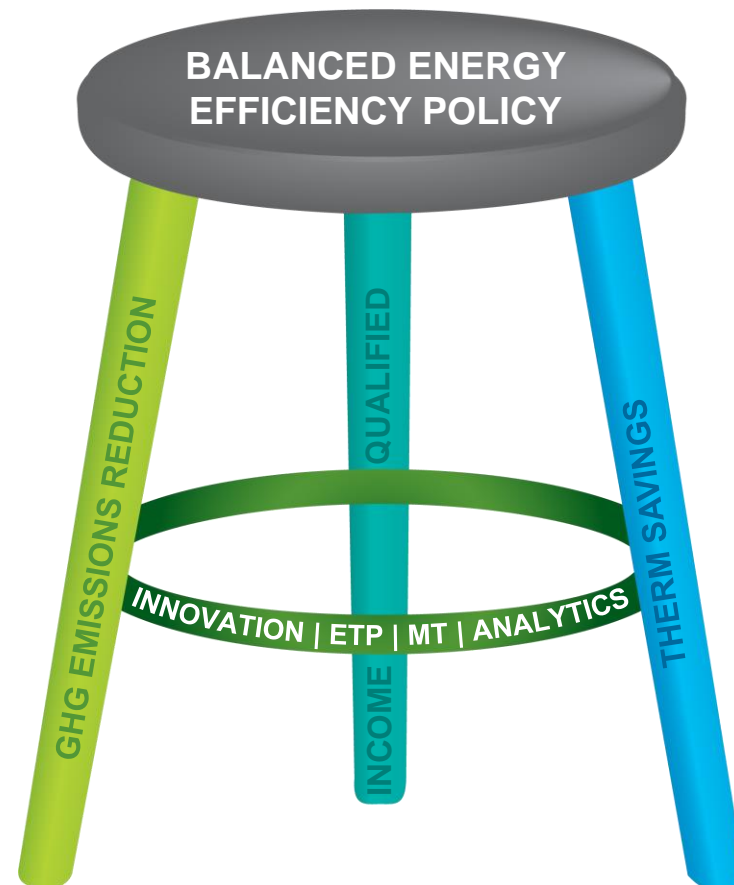 BALANCED ENERGY
EFFICIENCY POLICY
GHG EMISSIONS REDUCTION
INCOME QUALIFIED
THERM SAVINGS
INNOVATION | ETP | MT | ANALYTICS